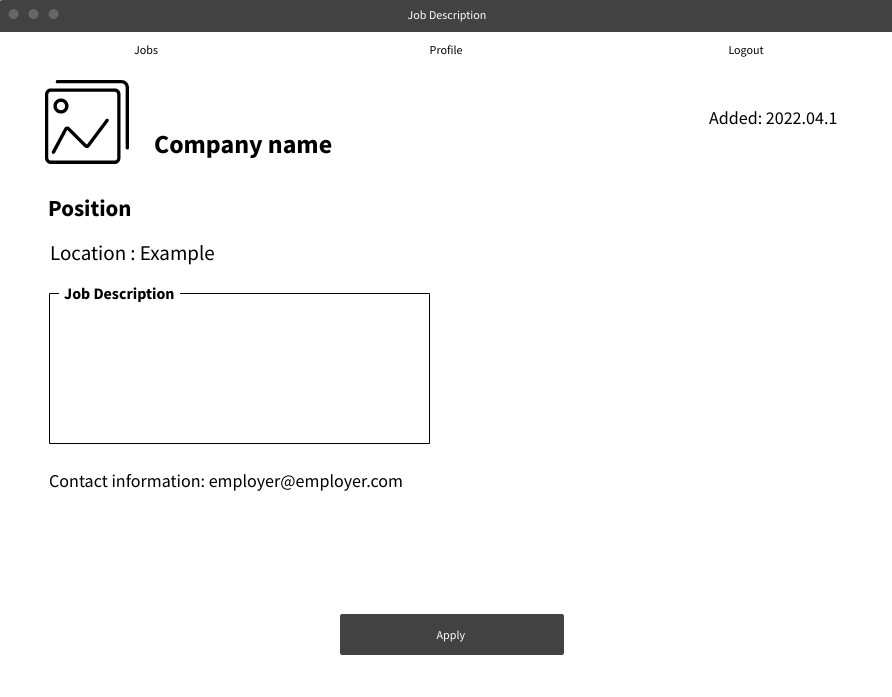 Job Description
Jobs Profile Logout
Added: 2022.04.1
Company name
Position
Location : Example
Job Description
Contact information: employer@employer.com
Apply